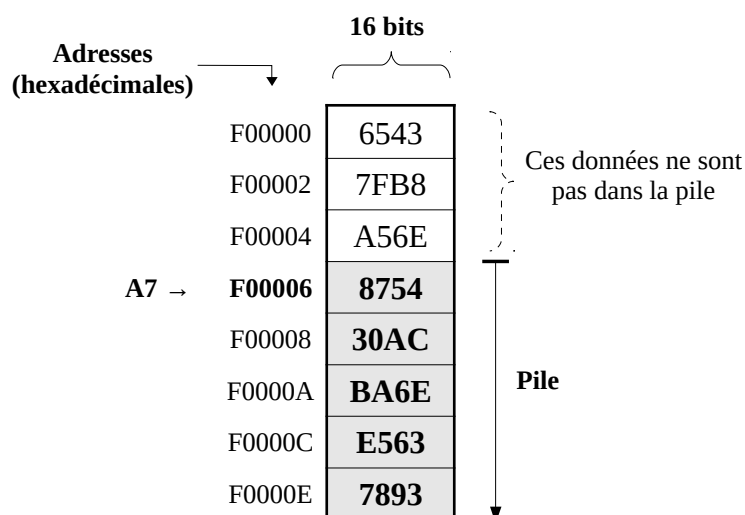 16 bits
Adresses
(hexadécimales)
F00000 6543
F00002 7FB8
F00004 A56E
Ces données ne sont
pas dans la pile
A7 → F00006 8754
F00008 30AC
F0000A BA6E
Pile
F0000C E563
F0000E 7893